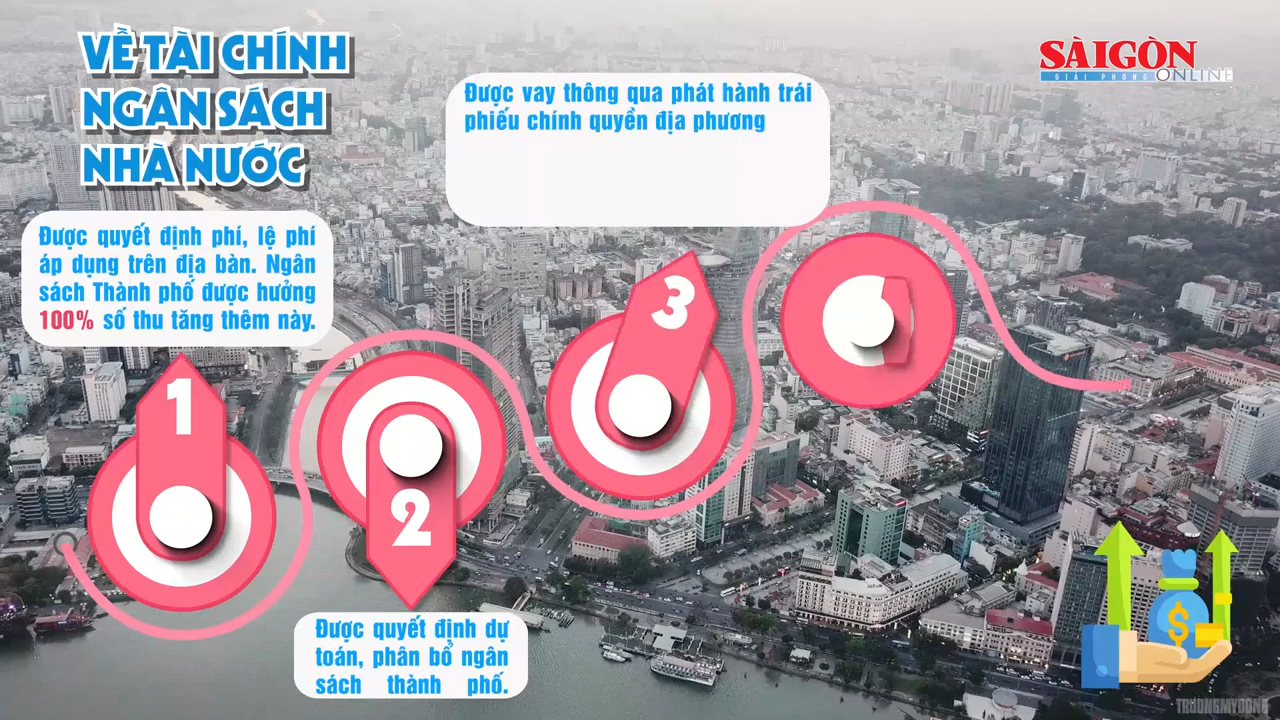 VỀ TÀI CHÍNH
NGÂN SÁCH
NHÀ NƯỚC
SÀIGÒN
GIẢI PHÓNG ONLINE
Được vay thông qua phát hành trái
phiếu chính quyền địa phương
Được quyết định phí, lệ phí
áp dụng trên địa bàn. Ngân
sách Thành phố được hưởng
100% số thu tăng thêm này.
1
2
3
Được quyết định dự
toán, phân bổ ngân
sách thành phố.
$
TRUONGMYDONG